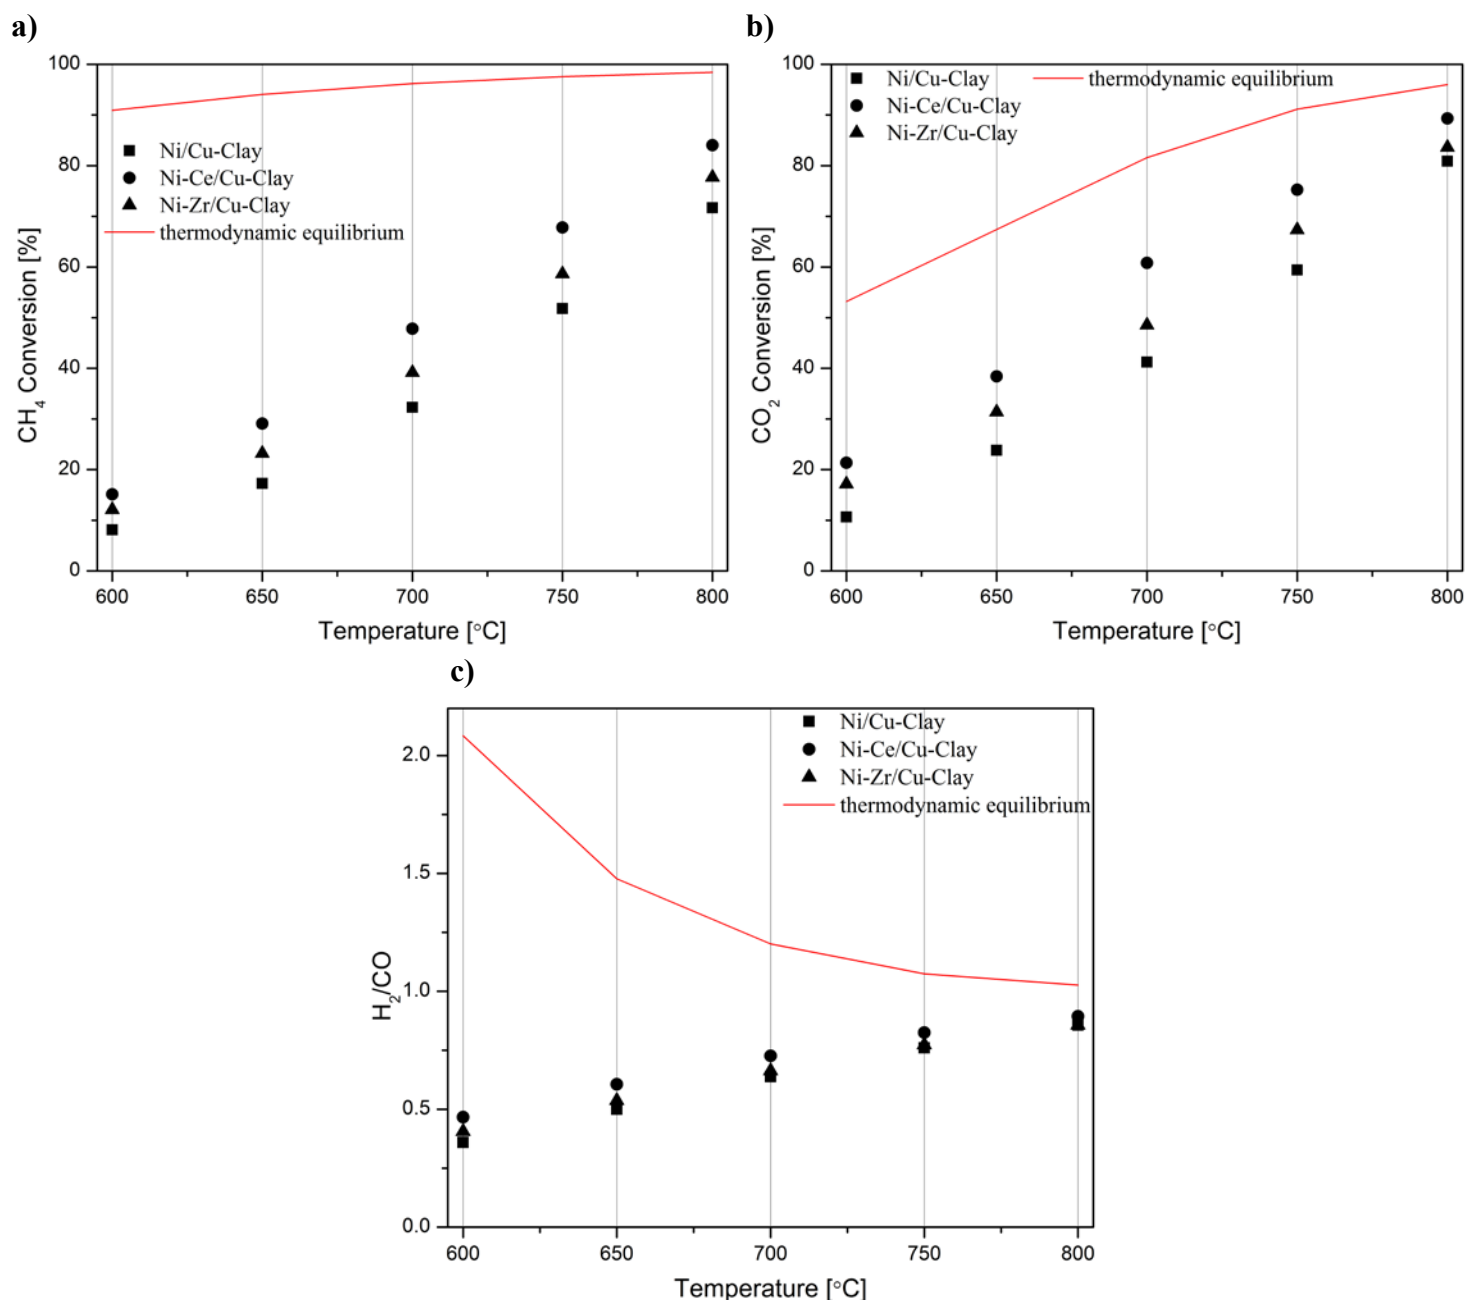 a)
100
80
60
40
20
0
CH4 Conversion [%]
Ni/Cu-Clay
Ni-Ce/Cu-Clay
Ni-Zr/Cu-Clay
thermodynamic equilibrium
600 650 700 750 800
Temperature [°C]
b)
100
80
60
40
20
0
CO2 Conversion [%]
Ni/Cu-Clay
Ni-Ce/Cu-Clay
Ni-Zr/Cu-Clay
thermodynamic equilibrium
600 650 700 750 800
Temperature [°C]
c)
2.0
1.5
1.0
0.5
0.0
H2/CO
Ni/Cu-Clay
Ni-Ce/Cu-Clay
Ni-Zr/Cu-Clay
thermodynamic equilibrium
600 650 700 750 800
Temperature [°C]